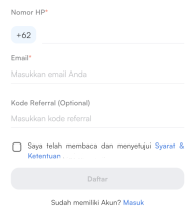 Nomor HP*
+62
Email*
Masukkan email Anda
Kode Referral (Optional)
Masukkan kode referral
Saya telah membaca dan menyetujui Syarat &
Ketentuan .
Daftar
Sudah memiliki Akun? Masuk